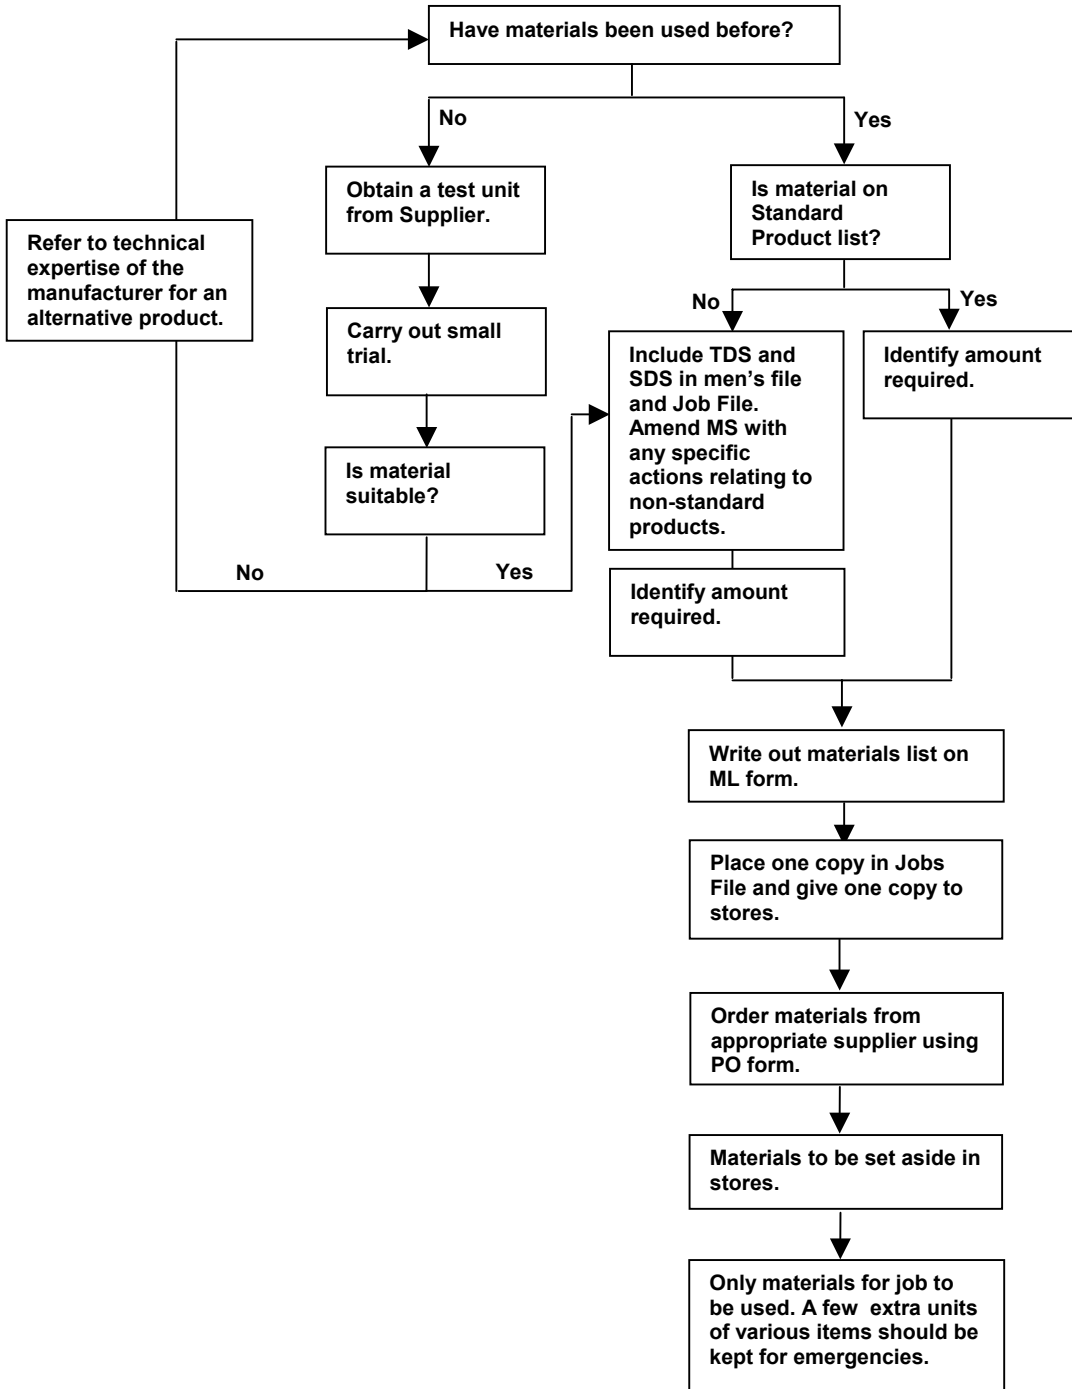 Have materials been used before?
No
Yes
Obtain a test unit
from Supplier.
Is material on
Standard
Product list?
Refer to technical
expertise of the
manufacturer for an
alternative product.
No
Yes
Carry out small
trial.
Include TDS and
SDS in men’s file
and Job File.
Amend MS with
any specific
actions relating to
non-standard
products.
Identify amount
required.
Is material
suitable?
No
Yes
Identify amount
required.
Write out materials list on
ML form.
Place one copy in Jobs
File and give one copy to
stores.
Order materials from
appropriate supplier using
PO form.
Materials to be set aside in
stores.
Only materials for job to
be used. A few extra units
of various items should be
kept for emergencies.